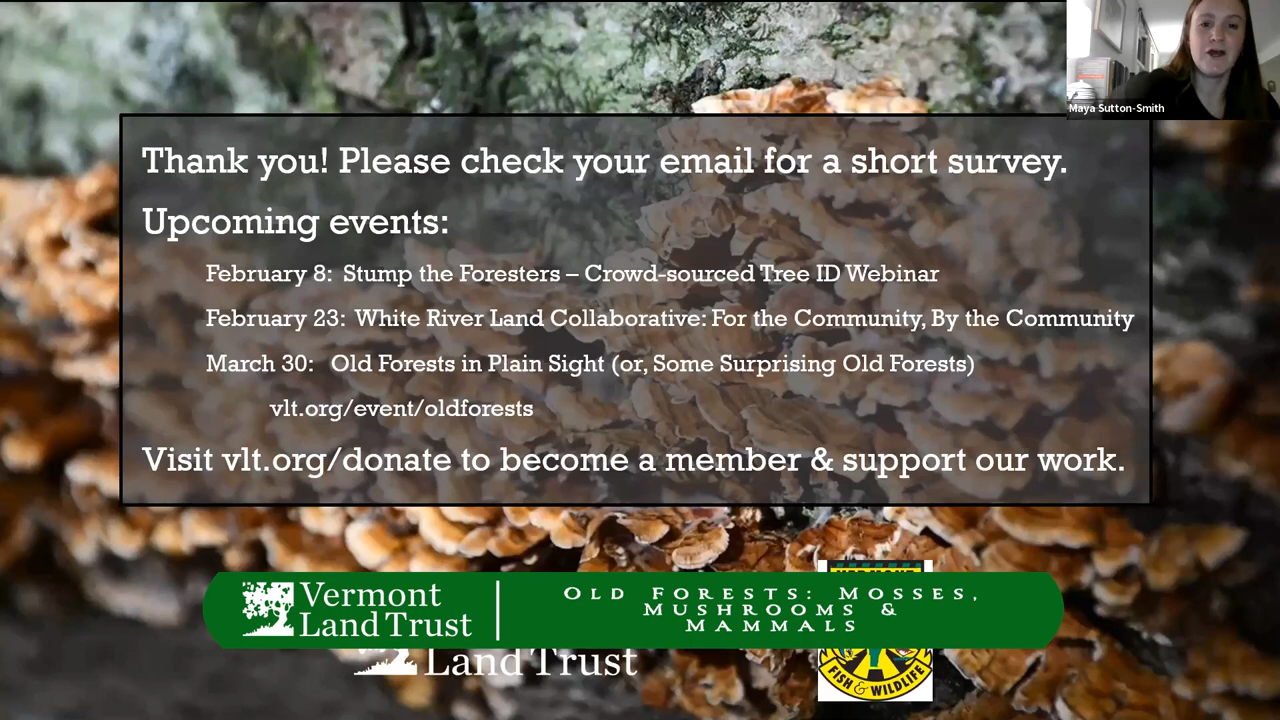 Maya Sutton-Smith
Thank you! Please check your email for a short survey.
Upcoming events:
February 8: Stump the Foresters – Crowd-sourced Tree ID Webinar
February 23: White River Land Collaborative: For the Community, By the Community
March 30: Old Forests in Plain Sight (or, Some Surprising Old Forests)
vlt.org/event/oldforests
Visit vlt.org/donate to become a member & support our work.
Vermont
Land Trust
Old Forests: Mosses,
Mushrooms &
Mammals
Land Trust
FISH & WILDLIFE